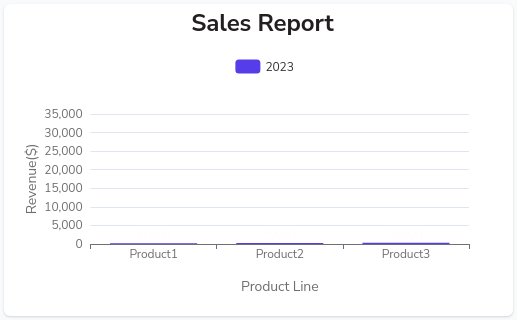 Sales Report
2023
35,000
30,000
25,000
20,000
15,000
10,000
5,000
0
Revenue($)
Product1 Product2 Product3
Product Line